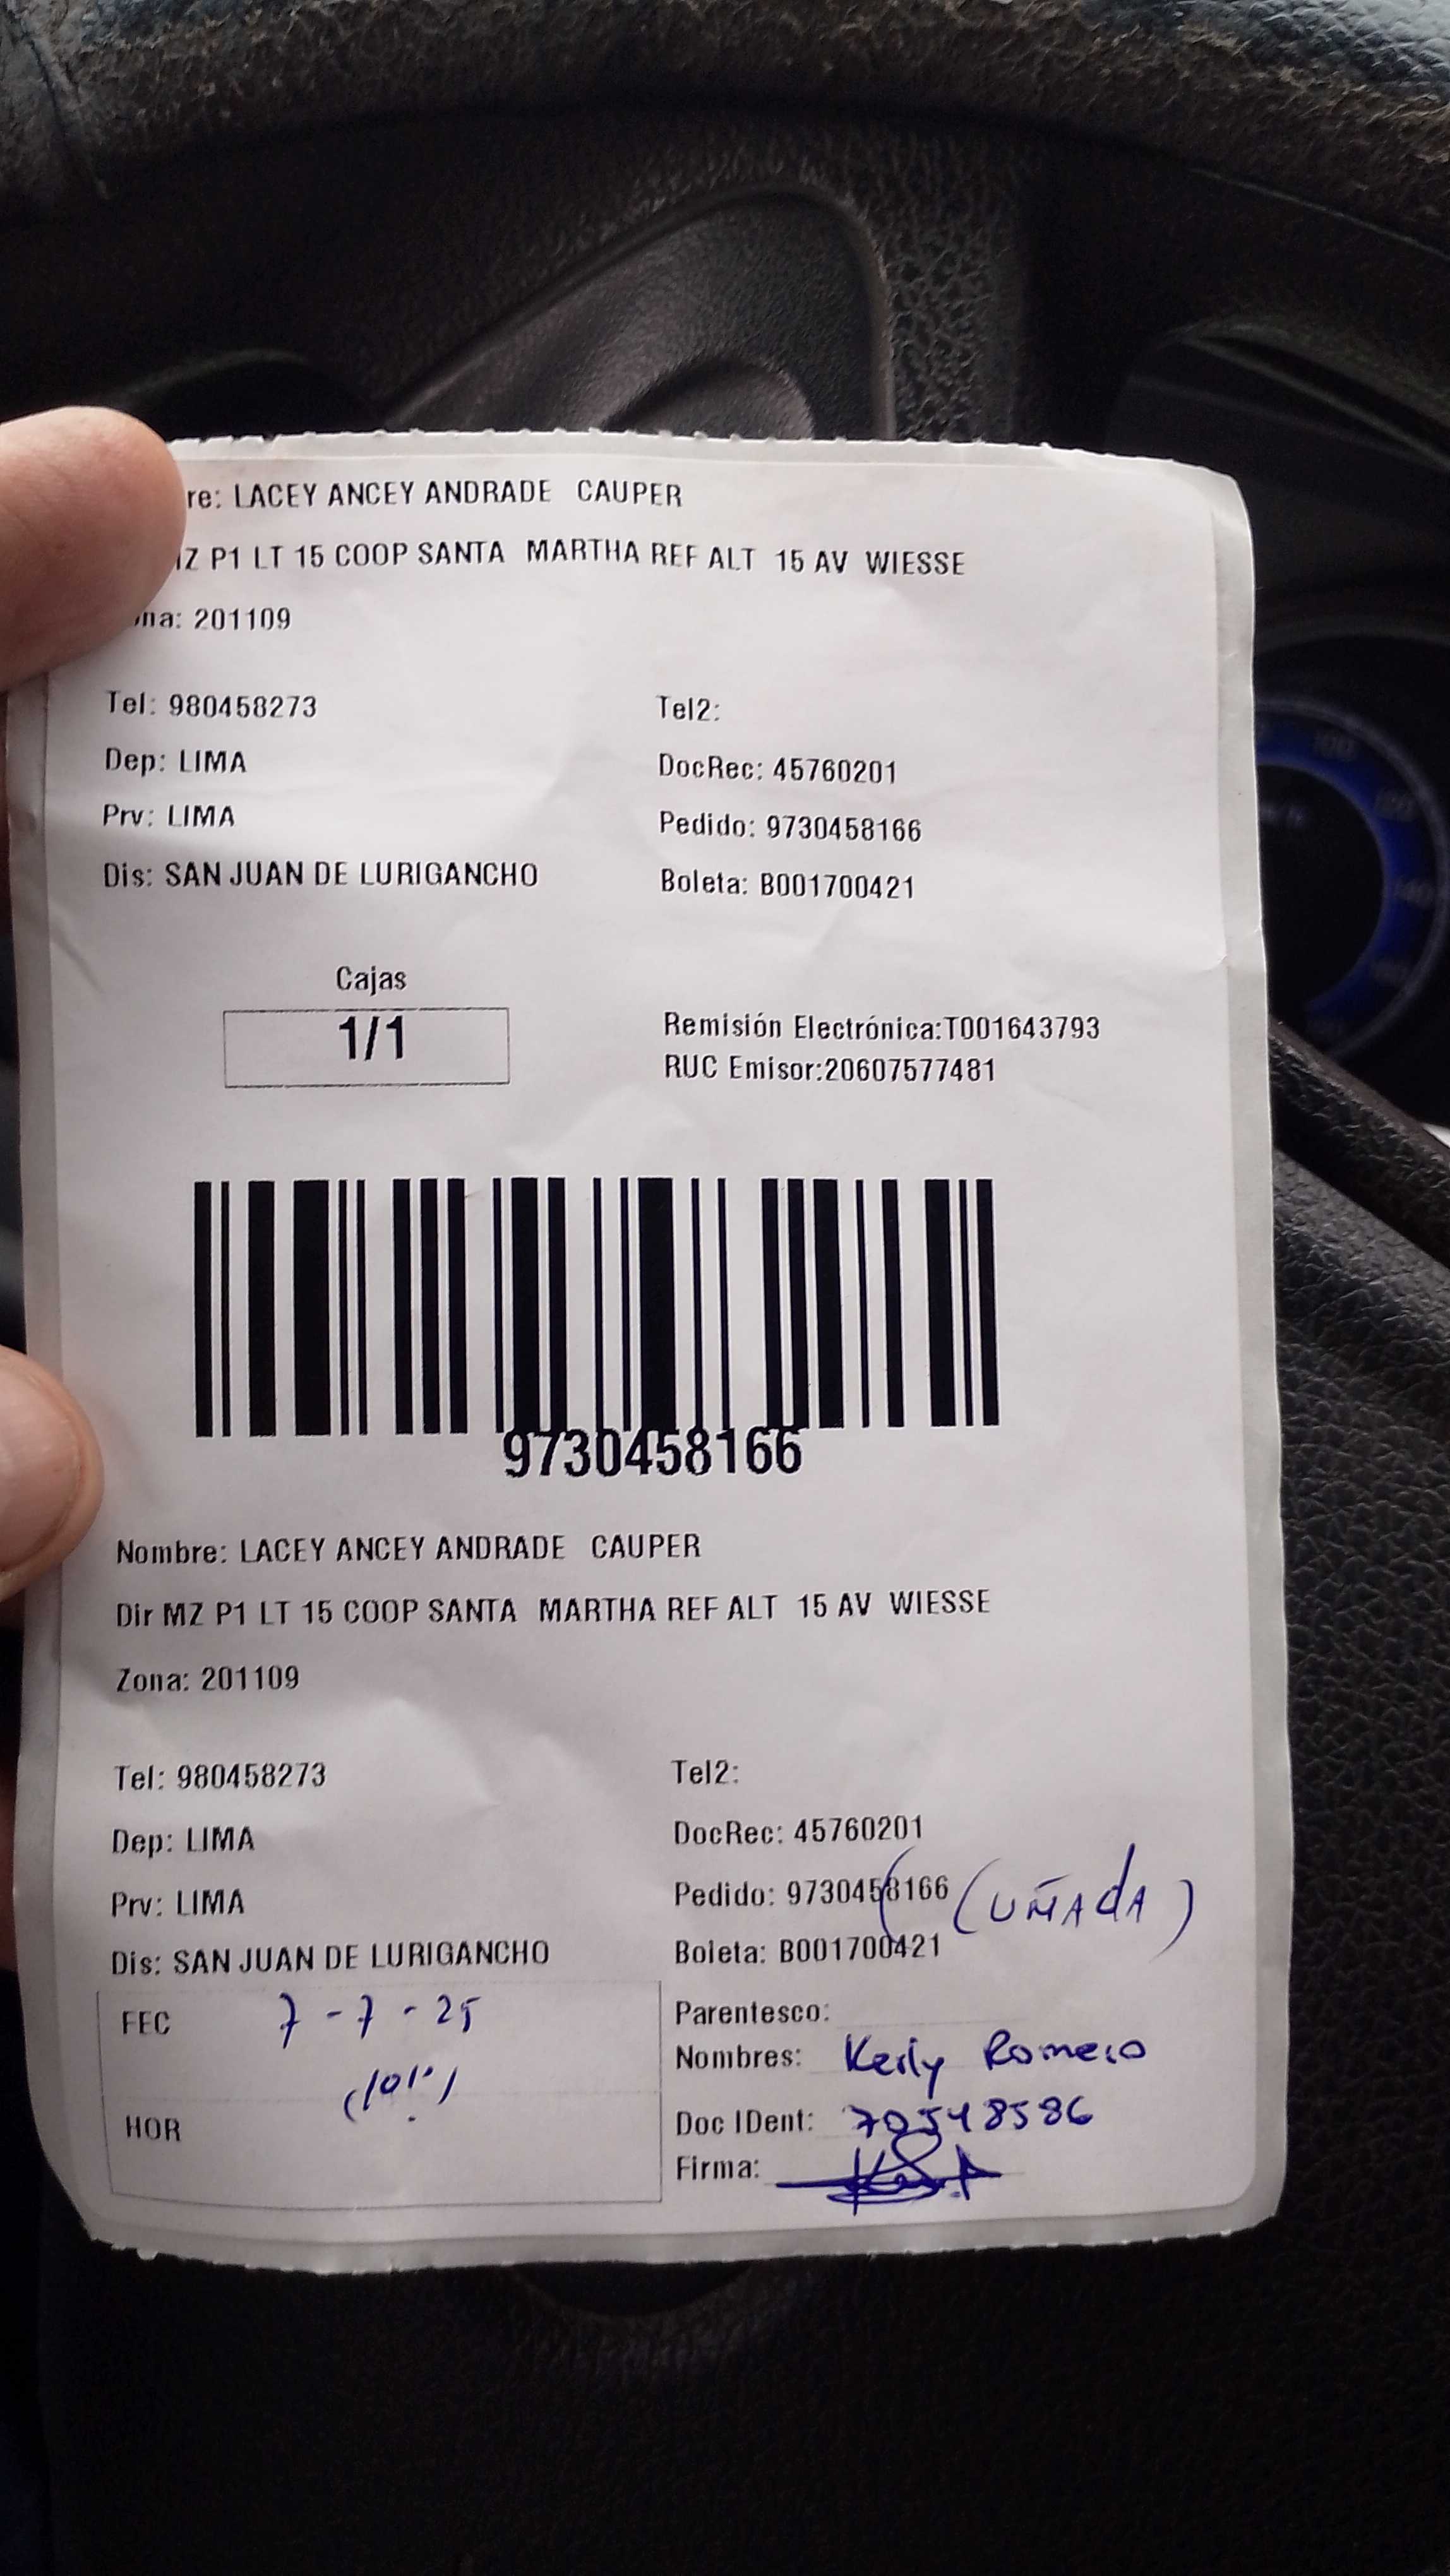 re: LACEY ANCEY ANDRADE CAUPER
MZ P1 LT 15 COOP SANTA MARTHA REF ALT 15 AV WIESSE
na: 201109
Tel: 980458273 Tel2:
Dep: LIMA DocRec: 45760201
Prv: LIMA Pedido: 9730458166
Dis: SAN JUAN DE LURIGANCHO Boleta: B001700421
Cajas
1/1
Remisión Electrónica:T001643793
RUC Emisor:20607577481
9730458166
Nombre: LACEY ANCEY ANDRADE CAUPER
Dir MZ P1 LT 15 COOP SANTA MARTHA REF ALT 15 AV WIESSE
Zona: 201109
Tel: 980458273 Tel2:
Dep: LIMA DocRec: 45760201
Prv: LIMA Pedido: 9730458166 (UÑADA)
Dis: SAN JUAN DE LURIGANCHO Boleta: B001700421
FEC 7-7-25
HOR
Parentesco:
Nombres: Kerly Romero
Doc IDent: 70548586
Firma: